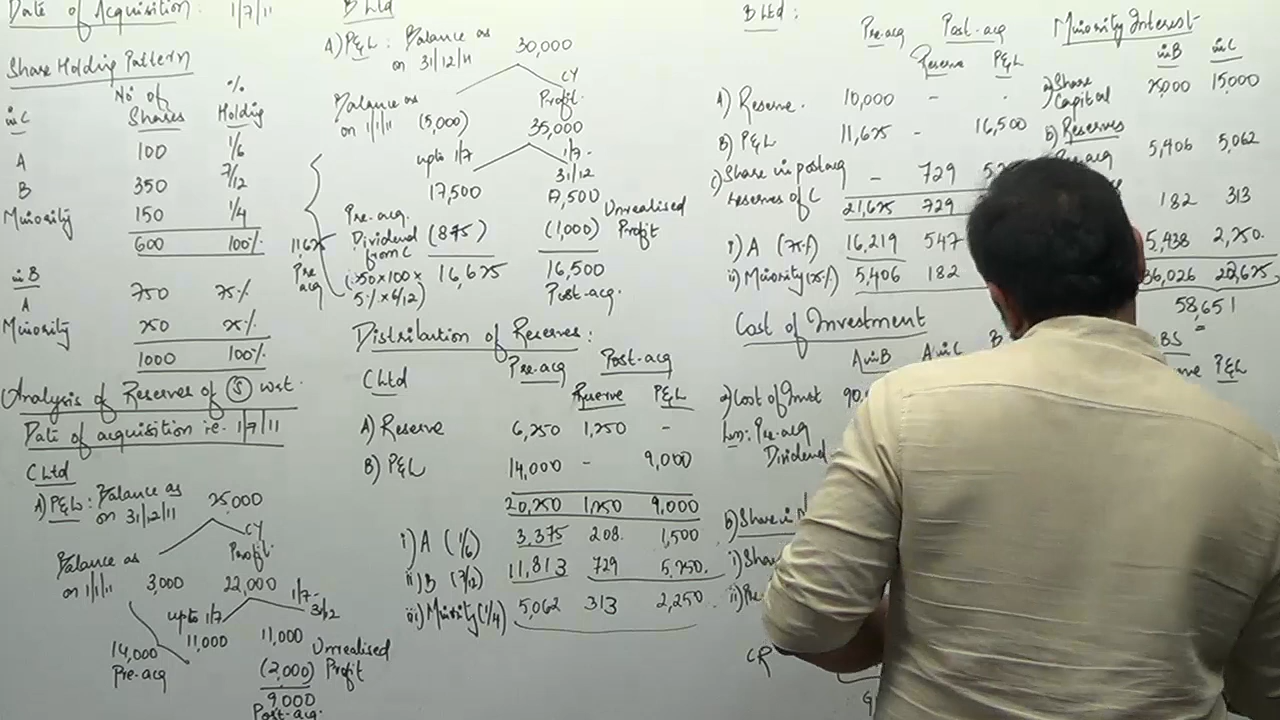 Date of Acquisition : 1/7/11
Share Holding Pattern
No. of %
in C Shares Holding
A 100 1/6
B 350 7/12
Minority 150 1/4
600 100%
in B
A 750 75%
Minority 250 25%
1000 100%
Analysis of Reserves of (S) wrt.
Date of acquisition i.e. 1/7/11
C Ltd
A) P&L : Balance as on 31/12/11 25,000
CY Profit
Balance as on 1/1/11 3,000 22,000
upto 1/7 1/7 - 31/12
11,000 11,000
14,000 (2,000) Unrealised Profit
Pre-acq 9,000
Post-acq.
B Ltd
A) P&L : Balance as on 31/12/11 30,000
CY Profit
Balance as on 1/1/11 (5,000) 35,000
upto 1/7 1/7 - 31/12
17,500 17,500
Pre-acq. Dividend from C (875) (1,000) Unrealised Profit
(350x100x 5%x6/12) 16,625 16,500
Post-acq.
11,625 Pre acq
Distribution of Reserves :
C Ltd Pre-acq Post-acq
Reserve P&L
A) Reserve 6,250 1,250 -
B) P&L 14,000 - 9,000
20,250 1,250 9,000
i) A (1/6) 3,375 208. 1,500
ii) B (7/12) 11,813 729 5,250.
iii) Minority (1/4) 5,062 313 2,250
B Ltd : Pre-acq Post-acq
Reserve P&L
A) Reserve. 10,000 - .
B) P&L 11,625 - 16,500
c) Share in post acq reserves of C - 729
21,625 729
i) A (75%) 16,219 547
ii) Minority (25%) 5,406 182
Minority Interest
in B in C
a) Share Capital 25,000 15,000
b) Reserves
5,406 5,062
182 313
5,438 2,250.
36,026 22,625
58,651
Cost of Investment
A in B A in C
a) Cost of Invt
Less: Pre-acq Dividend
b) Share in
i) Share
ii)
CR
BS
P&L